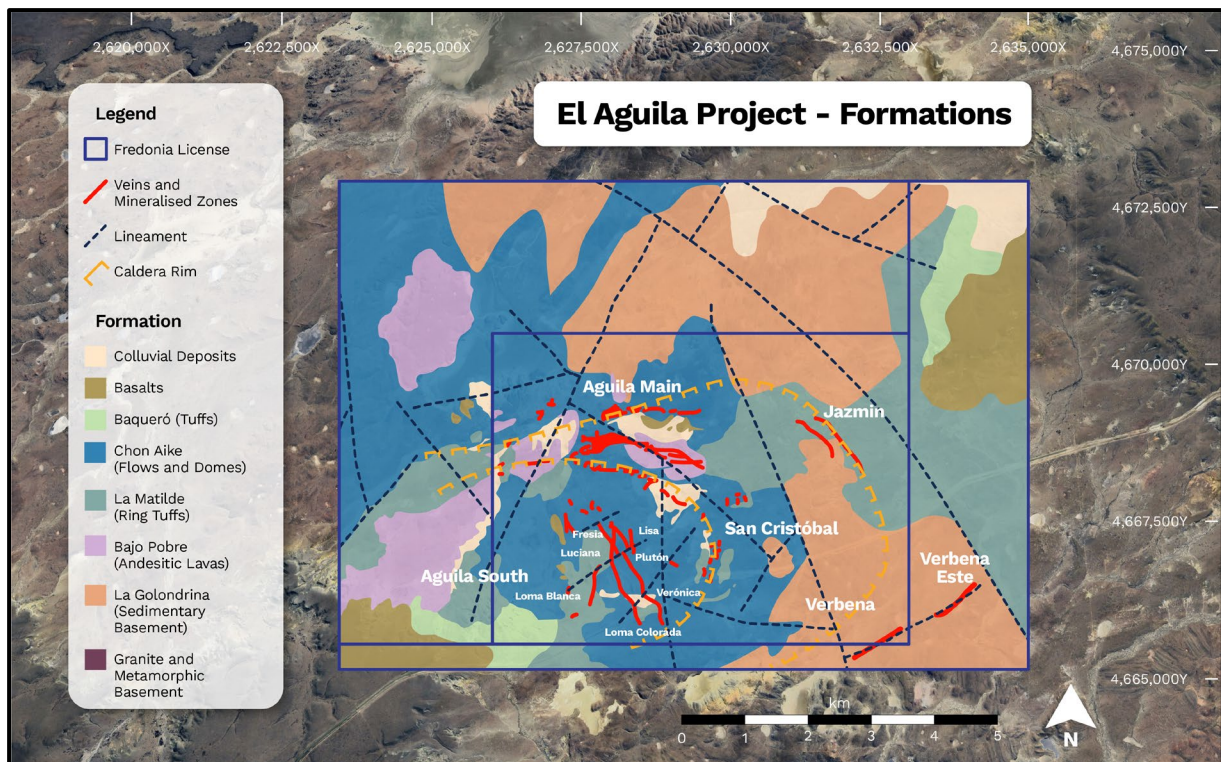 2,620,000X
2,622,500X
2,625,000X
2,627,500X
2,630,000X
2,632,500X
2,635,000X
4,675,000Y
El Aguila Project - Formations
Legend
Fredonia License
Veins and
Mineralised Zones
Lineament
Caldera Rim
Formation
Colluvial Deposits
Basalts
Baqueró (Tuffs)
Chon Aike
(Flows and Domes)
La Matilde
(Ring Tuffs)
Bajo Pobre
(Andesitic Lavas)
La Golondrina
(Sedimentary
Basement)
Granite and
Metamorphic
Basement
4,672,500Y
4,670,000Y
4,667,500Y
4,665,000Y
Aguila Main
Jazmin
San Cristóbal
Lisa
Fresia
Luciana
Plutón
Verbena
Este
Aguila South
Loma Blanca
Verónica
Verbena
Loma Colorada
km
0
1
2
3
4
5
N